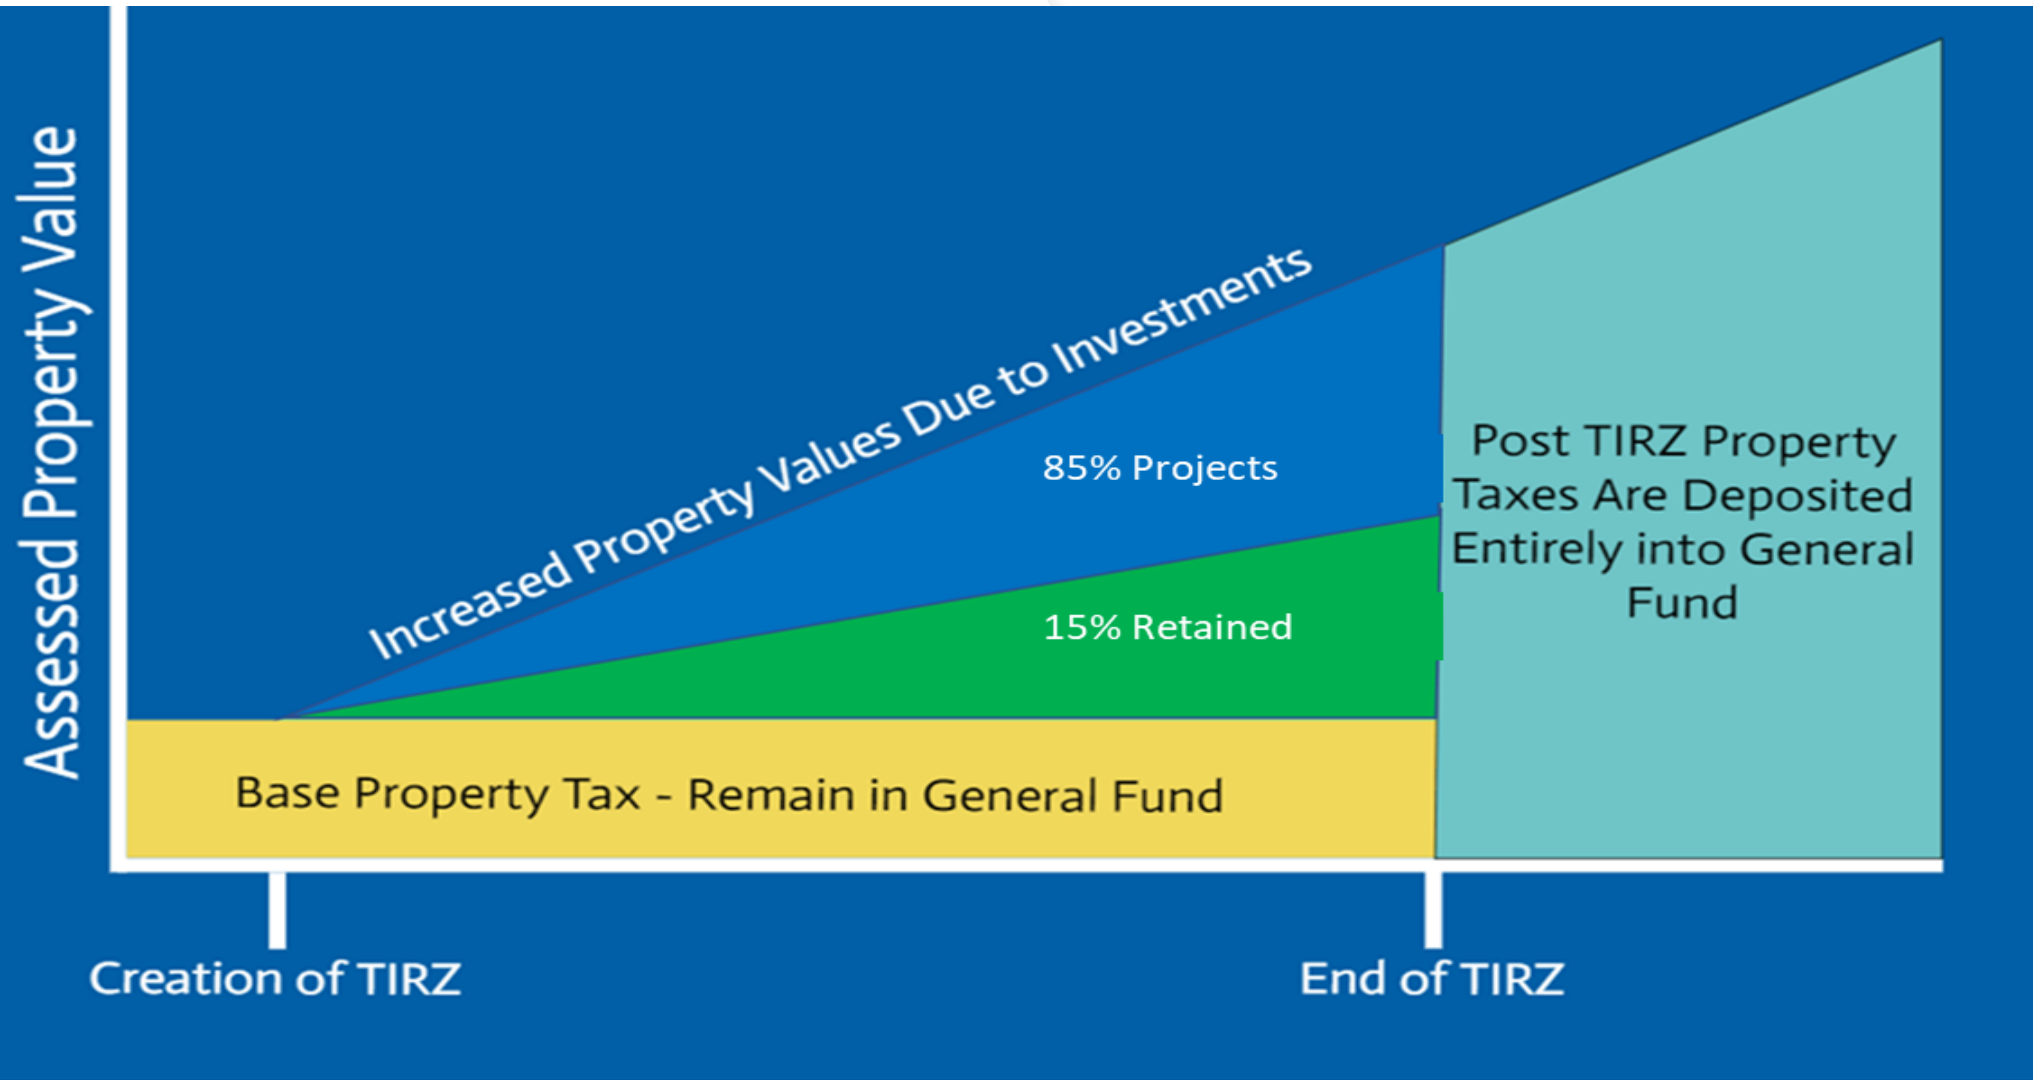 Assessed Property Value
Increased Property Values Due to Investments
85% Projects
15% Retained
Post TIRZ Property
Taxes Are Deposited
Entirely into General
Fund
Base Property Tax - Remain in General Fund
Creation of TIRZ
End of TIRZ